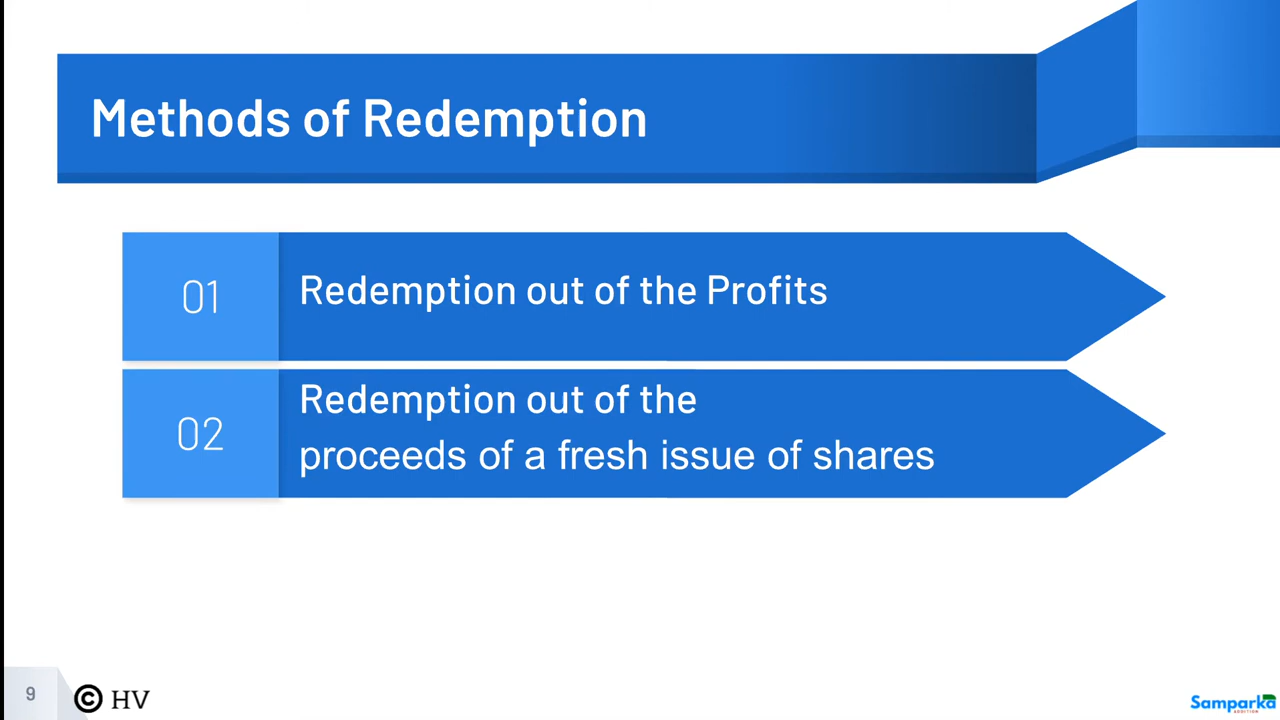 Methods of Redemption
01
Redemption out of the Profits
02
Redemption out of the
proceeds of a fresh issue of shares
9
© HV
Samparka
ADDITION